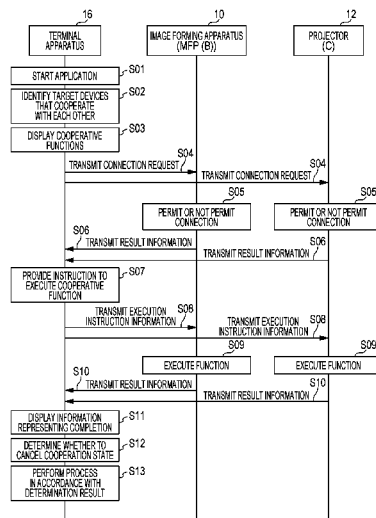 16
10
12
TERMINAL
APPARATUS
IMAGE FORMING APPARATUS
(MFP (B))
PROJECTOR
(C)
START APPLICATION
S01
IDENTIFY TARGET DEVICES
THAT COOPERATE
WITH EACH OTHER
S02
DISPLAY COOPERATIVE
FUNCTIONS
S03
S04
TRANSMIT CONNECTION REQUEST
S04
TRANSMIT CONNECTION REQUEST
S05
S05
PERMIT OR NOT PERMIT
CONNECTION
PERMIT OR NOT PERMIT
CONNECTION
S06
TRANSMIT RESULT INFORMATION
S06
TRANSMIT RESULT INFORMATION
PROVIDE INSTRUCTION TO
EXECUTE COOPERATIVE
FUNCTION
S07
TRANSMIT EXECUTION
INSTRUCTION INFORMATION
S08
TRANSMIT EXECUTION
INSTRUCTION INFORMATION
S08
S09
S09
EXECUTE FUNCTION
EXECUTE FUNCTION
S10
TRANSMIT RESULT INFORMATION
S10
TRANSMIT RESULT INFORMATION
DISPLAY INFORMATION
REPRESENTING COMPLETION
S11
DETERMINE WHETHER TO
CANCEL COOPERATION STATE
S12
PERFORM PROCESS
IN ACCORDANCE WITH
DETERMINATION RESULT
S13